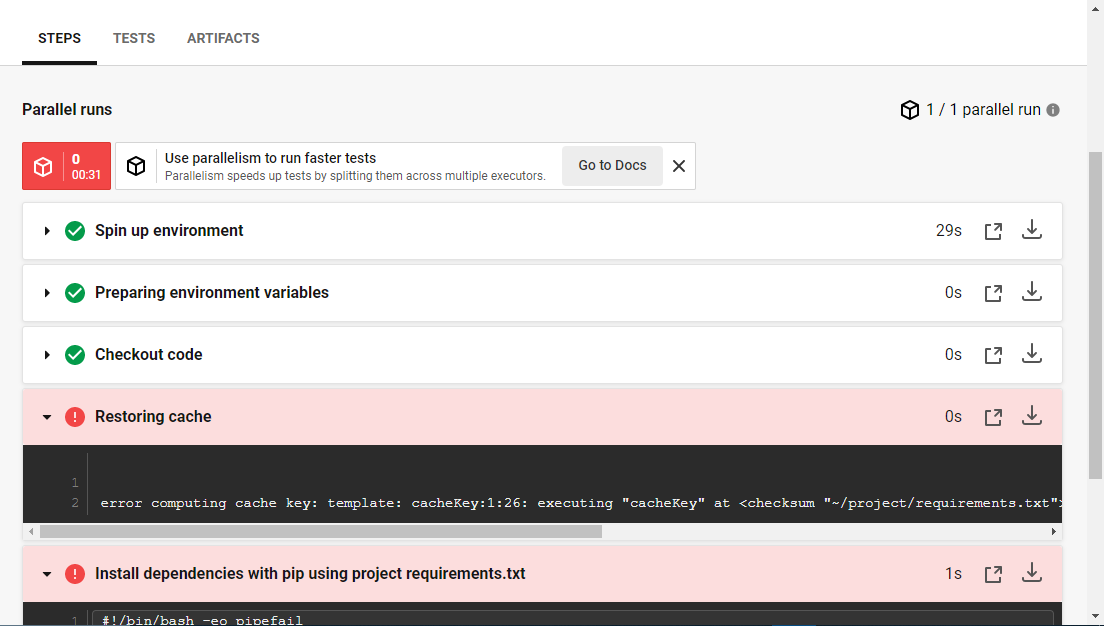 STEPS TESTS ARTIFACTS
Parallel runs
1 / 1 parallel run
0
00:31
Use parallelism to run faster tests
Parallelism speeds up tests by splitting them across multiple executors.
Go to Docs
Spin up environment 29s
Preparing environment variables 0s
Checkout code 0s
Restoring cache 0s
1
2 error computing cache key: template: cacheKey:1:26: executing "cacheKey" at <checksum "~/project/requirements.txt">
Install dependencies with pip using project requirements.txt 1s
1 #!/bin/bash -eo pipefail